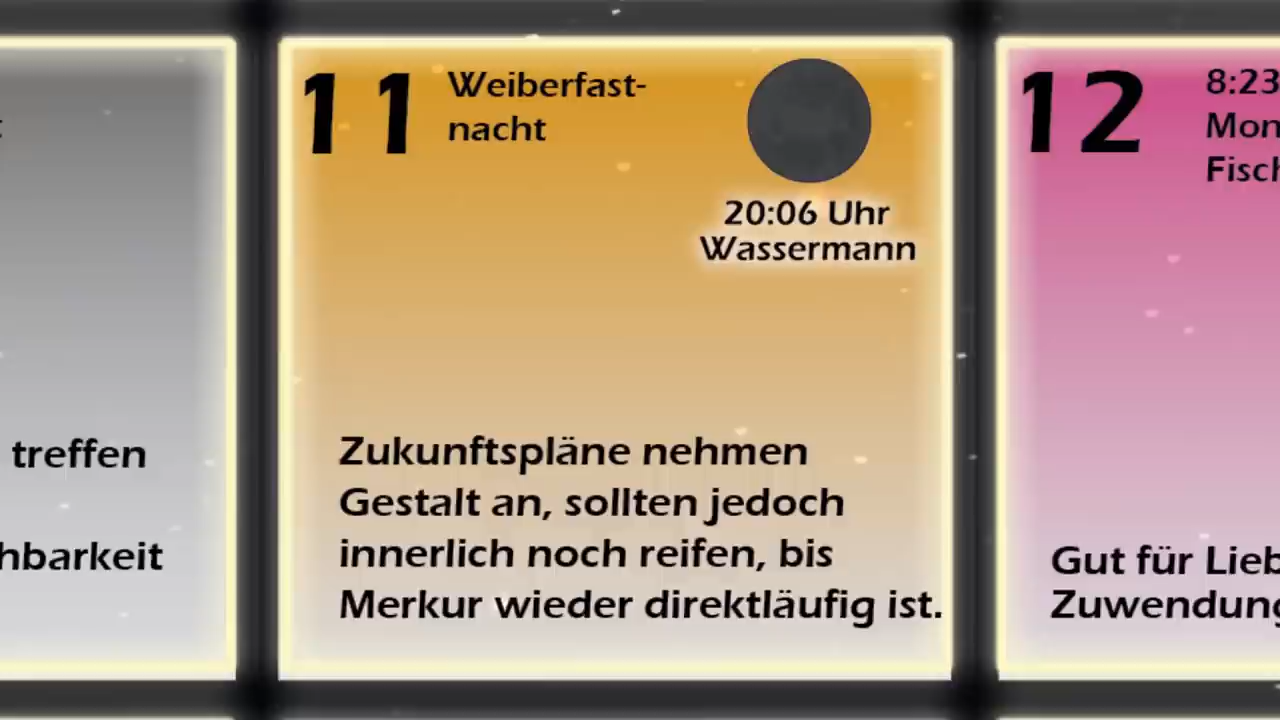 treffen
hbarkeit
11
Weiberfast-
nacht
20:06 Uhr
Wassermann
Zukunftspläne nehmen
Gestalt an, sollten jedoch
innerlich noch reifen, bis
Merkur wieder direktläufig ist.
12
8:23
Mon
Fisch
Gut für Lieb
Zuwendung